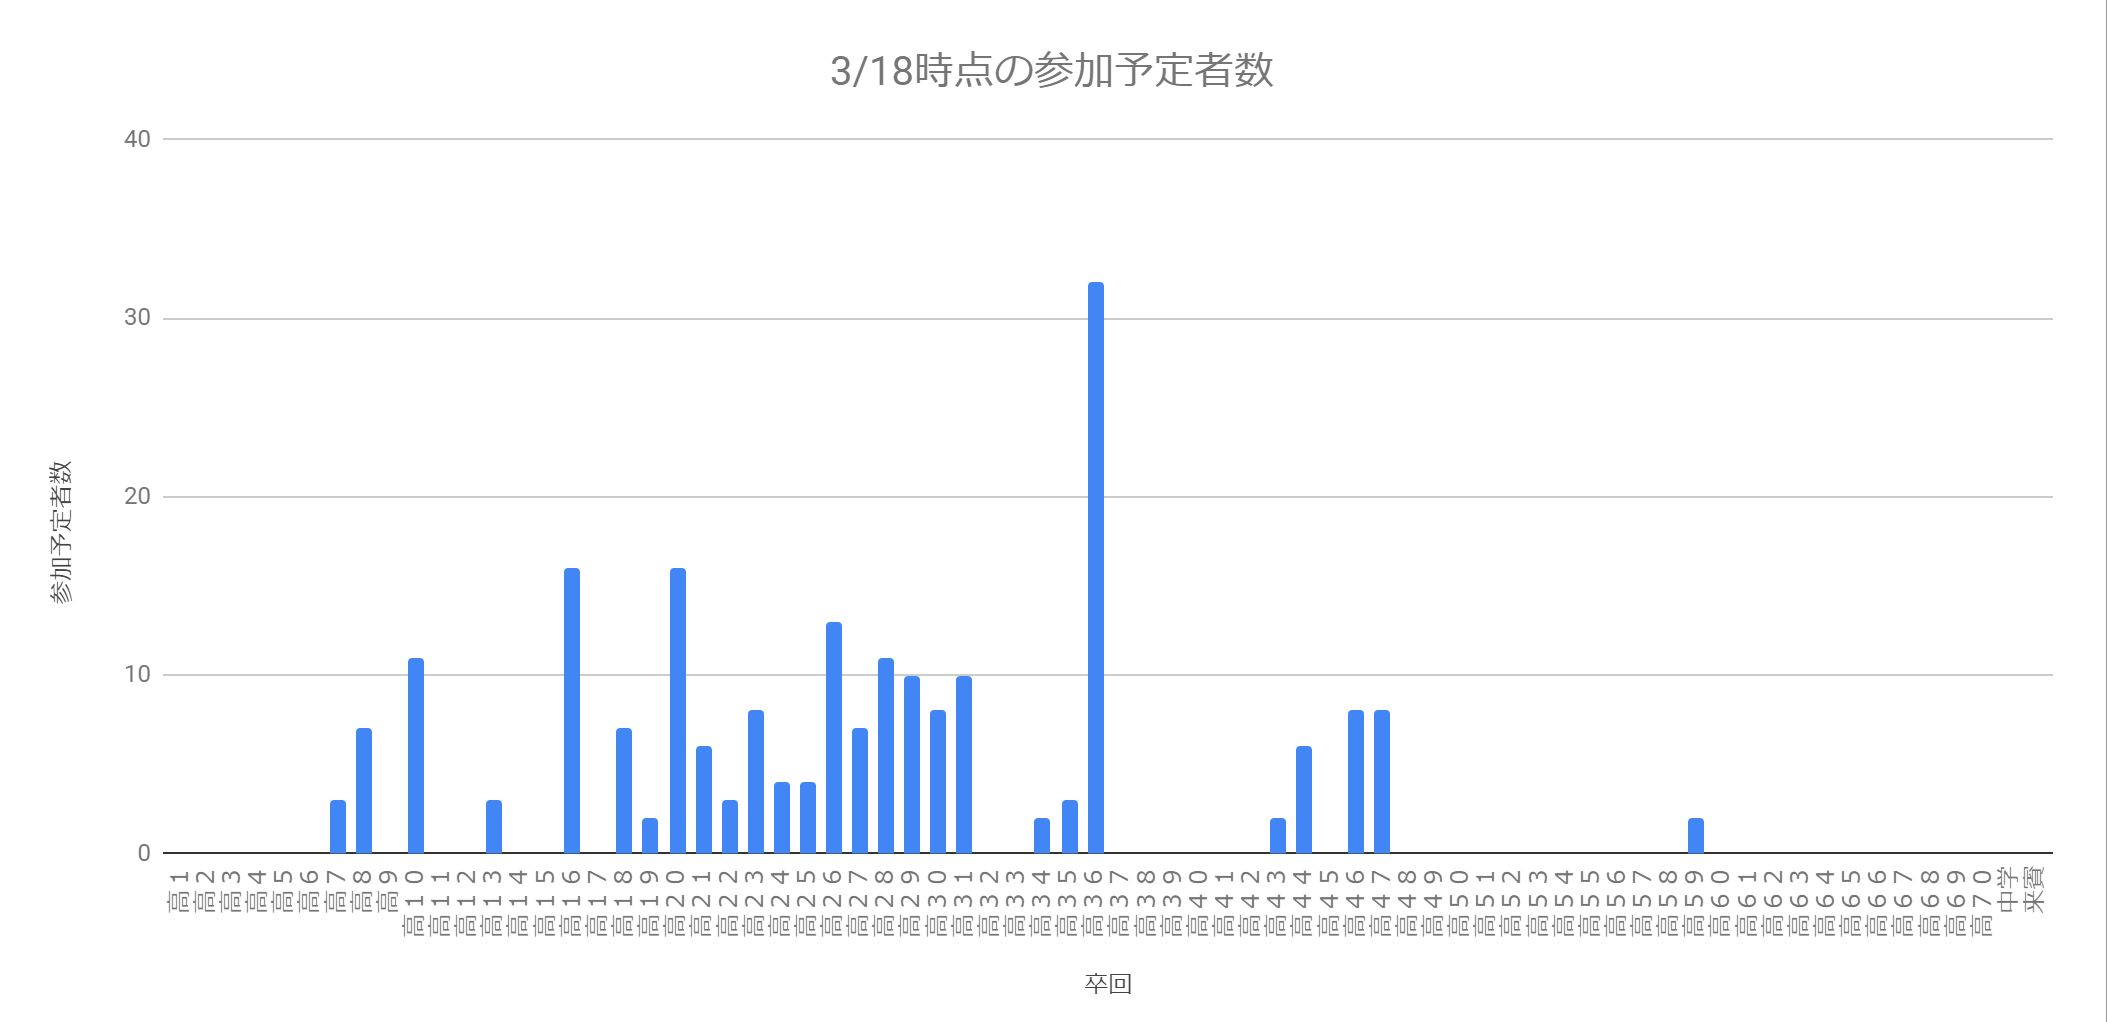 3/18時点の参加予定者数
40
30
20
10
0
参加予定者数
高1
高2
高3
高4
高5
高6
高7
高8
高9
高10
高11
高12
高13
高14
高15
高16
高17
高18
高19
高20
高21
高22
高23
高24
高25
高26
高27
高28
高29
高30
高31
高32
高33
高34
高35
高36
高37
高38
高39
高40
高41
高42
高43
高44
高45
高46
高47
高48
高49
高50
高51
高52
高53
高54
高55
高56
高57
高58
高59
高60
高61
高62
高63
高64
高65
高66
高67
高68
高69
高70
中学
来賓
卒回